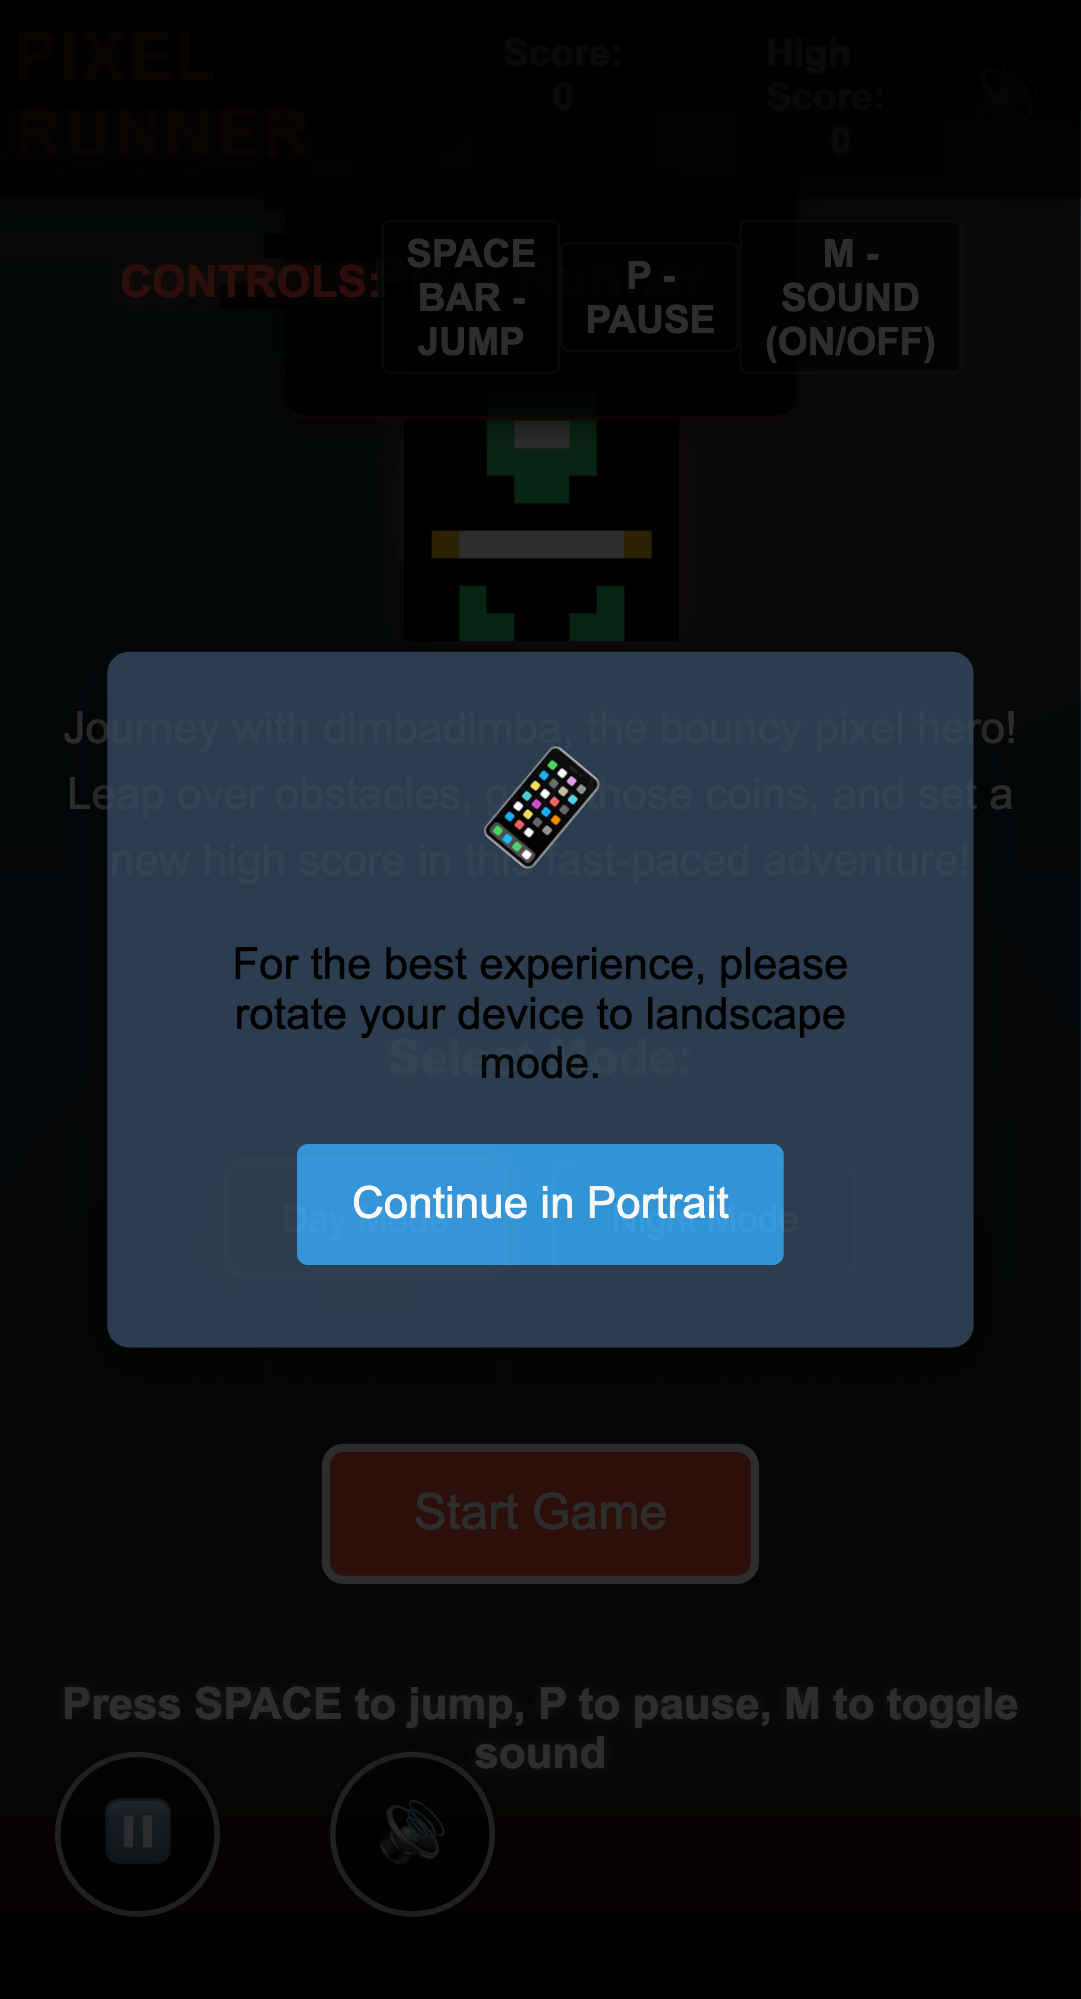 PIXEL
RUNNER
Score:
0
High
Score:
0
CONTROLS:
SPACE
BAR -
JUMP
P -
PAUSE
M -
SOUND
(ON/OFF)
Runner
Journey with dimbadimba, the bouncy pixel hero!
Leap over obstacles, those coins, and set a
new high score in this fast-paced adventure!
For the best experience, please
rotate your device to landscape
mode.
Select Mode:
Continue in Portrait
Day Mode
Night Mode
Start Game
Press SPACE to jump, P to pause, M to toggle
sound